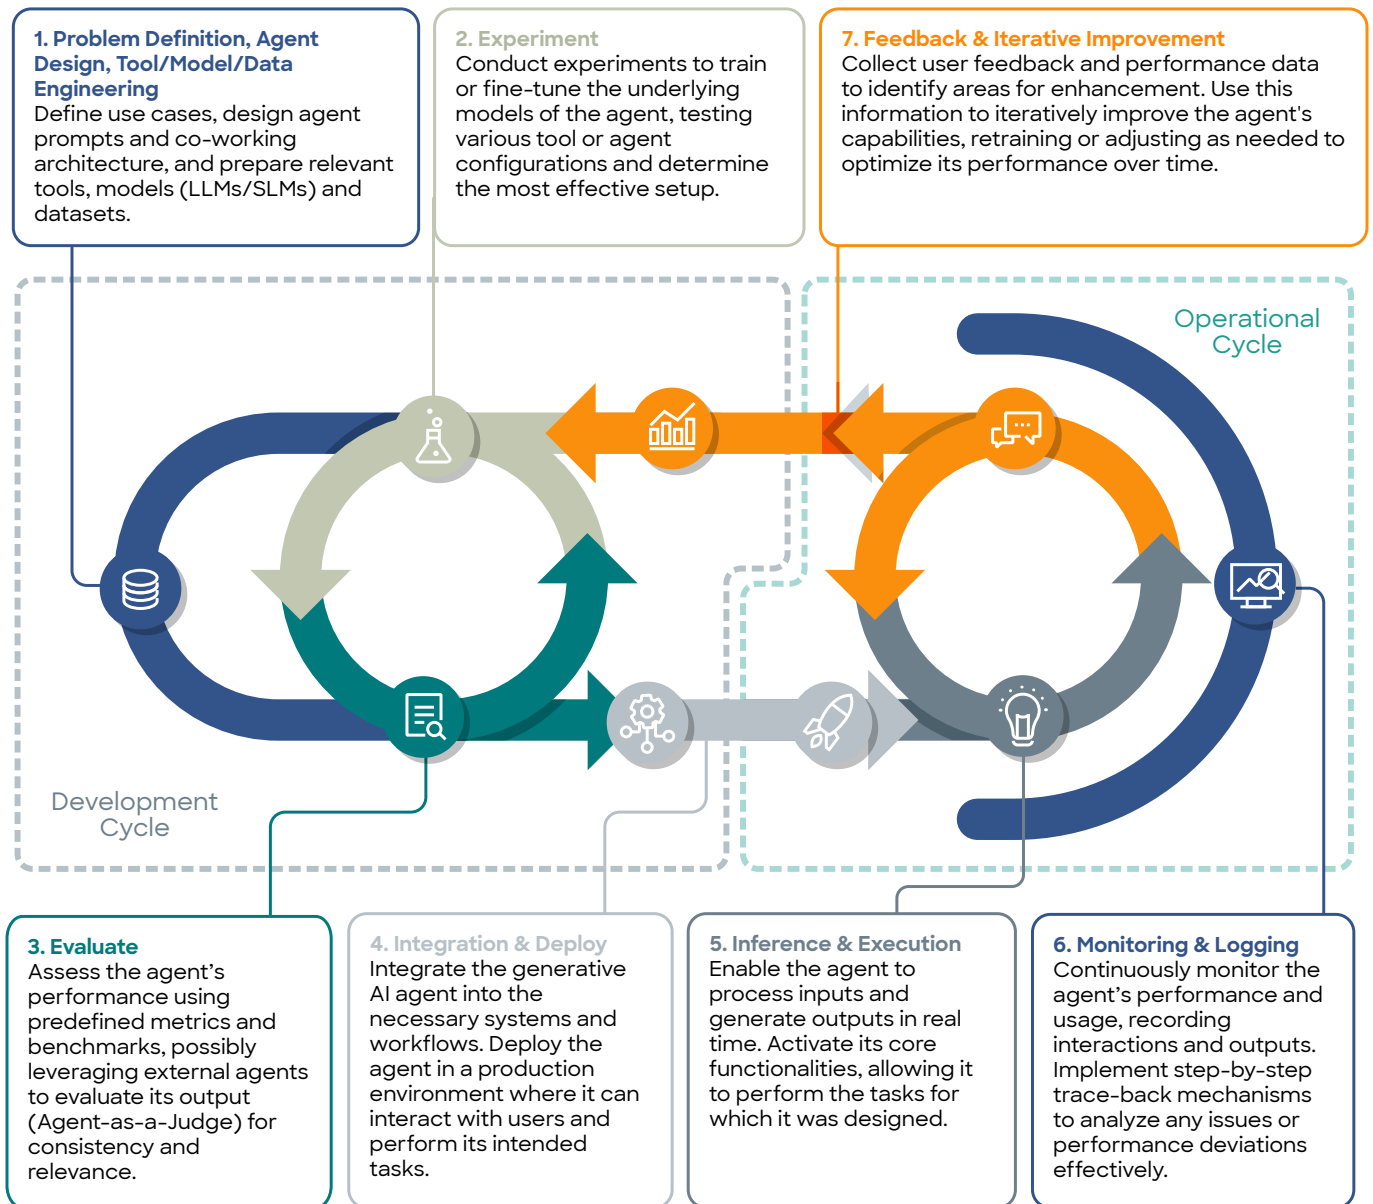 1. Problem Definition, Agent
Design, Tool/Model/Data
Engineering
Define use cases, design agent
prompts and co-working
architecture, and prepare relevant
tools, models (LLMs/SLMs) and
datasets.
2. Experiment
Conduct experiments to train
or fine-tune the underlying
models of the agent, testing
various tool or agent
configurations and determine
the most effective setup.
7. Feedback & Iterative Improvement
Collect user feedback and performance data
to identify areas for enhancement. Use this
information to iteratively improve the agent's
capabilities, retraining or adjusting as needed to
optimize its performance over time.
Operational
Cycle
Development
Cycle
3. Evaluate
Assess the agent’s
performance using
predefined metrics and
benchmarks, possibly
leveraging external agents
to evaluate its output
(Agent-as-a-Judge) for
consistency and
relevance.
4. Integration & Deploy
Integrate the generative
AI agent into the
necessary systems and
workflows. Deploy the
agent in a production
environment where it can
interact with users and
perform its intended
tasks.
5. Inference & Execution
Enable the agent to
process inputs and
generate outputs in real
time. Activate its core
functionalities, allowing it
to perform the tasks for
which it was designed.
6. Monitoring & Logging
Continuously monitor the
agent’s performance and
usage, recording
interactions and outputs.
Implement step-by-step
trace-back mechanisms
to analyze any issues or
performance deviations
effectively.